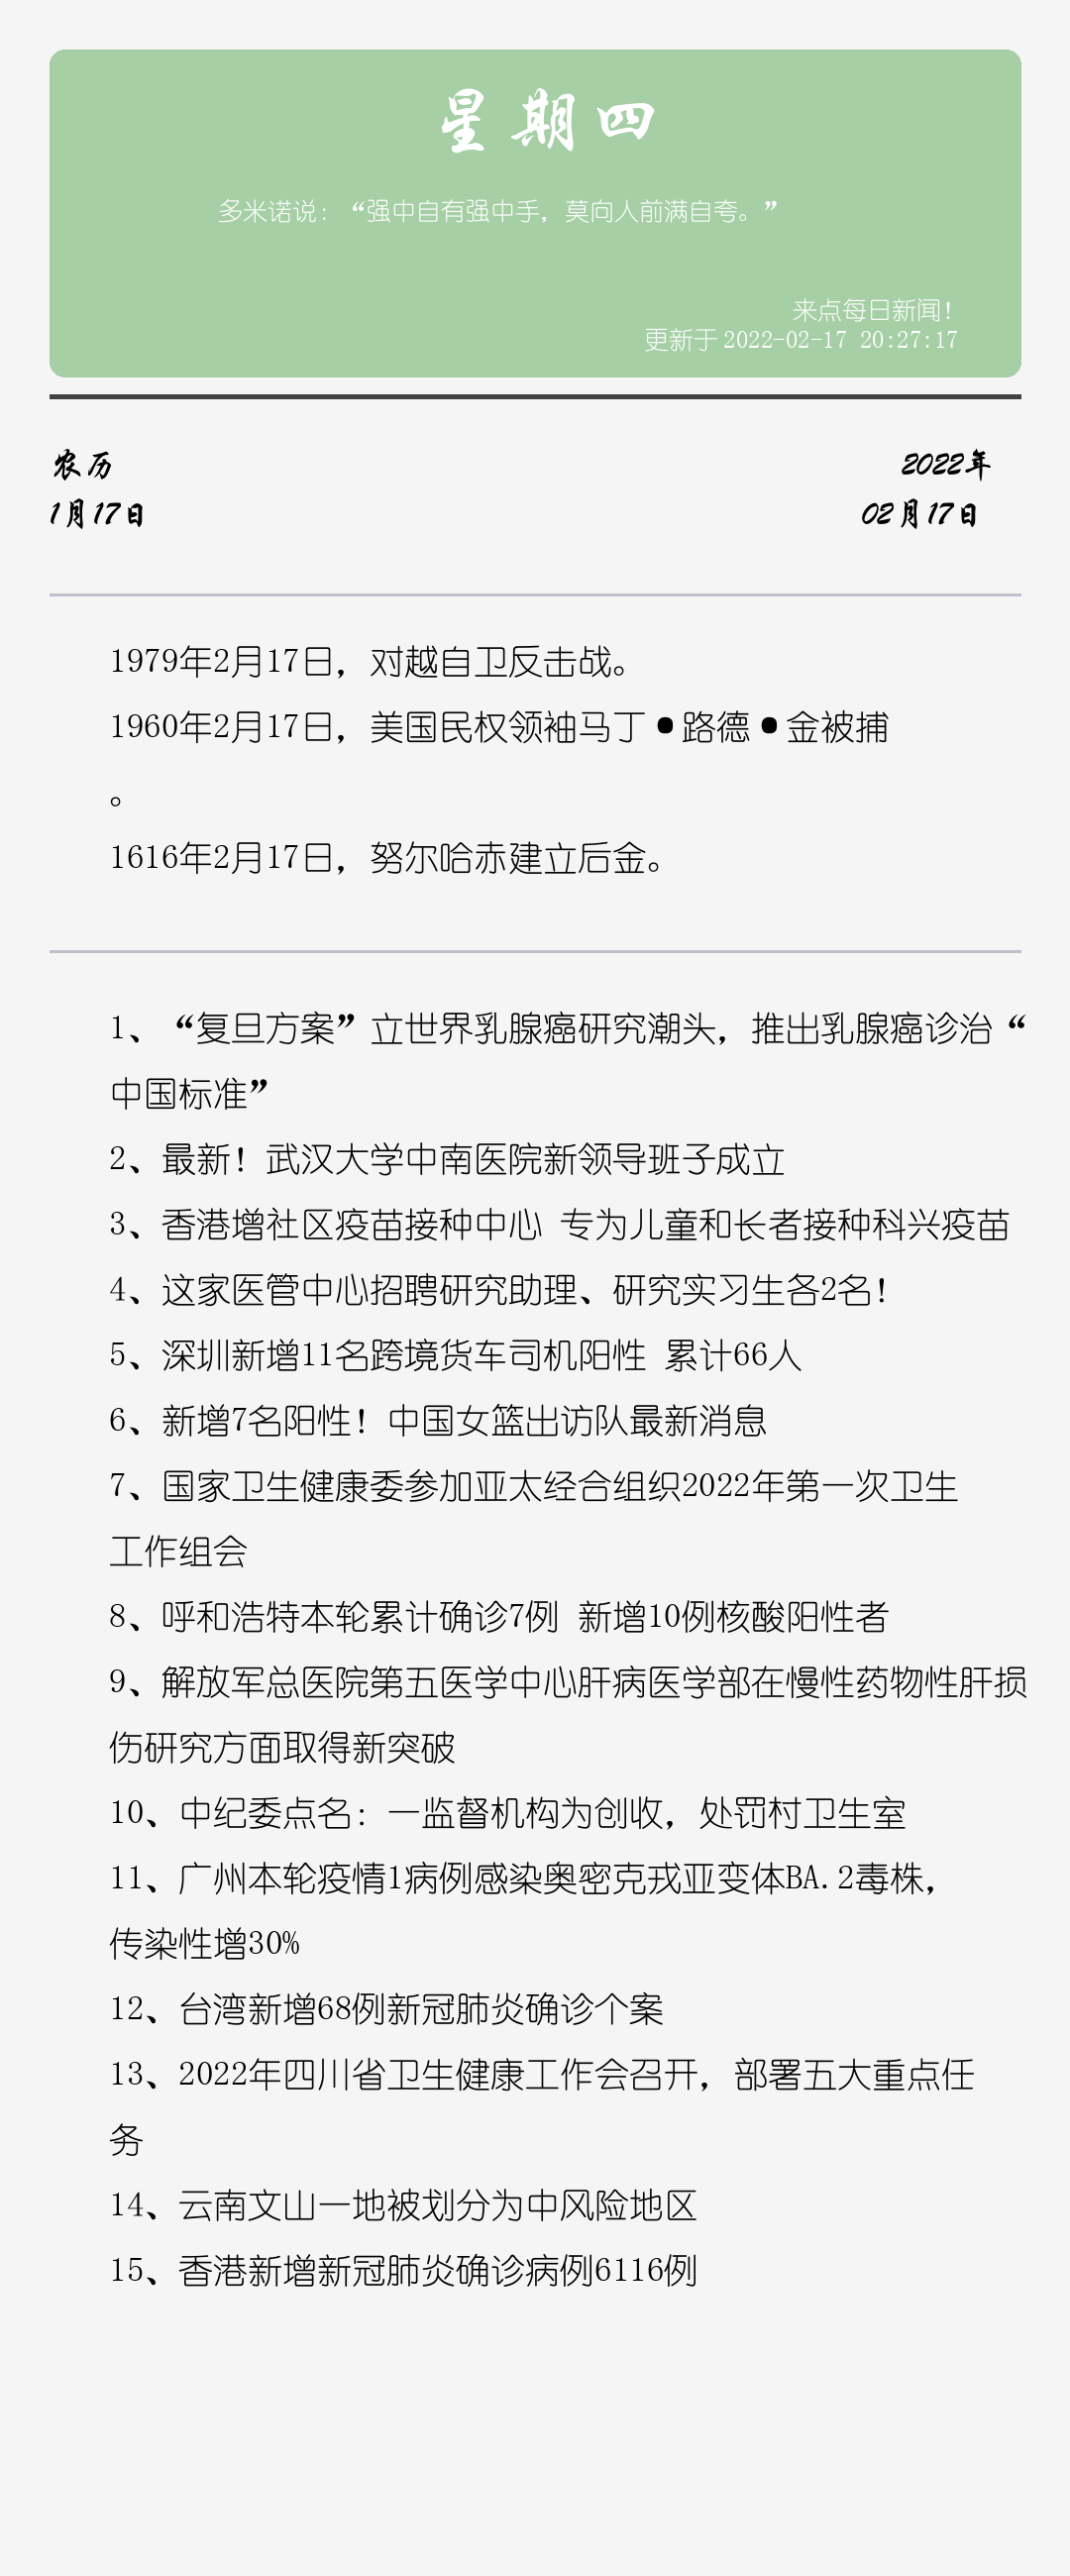 星期四
多米诺说：“强中自有强中手，莫向人前满自夸。”
来点每日新闻！
更新于 2022-02-17 20:27:17
农历
2022年
1月17日
02月17日
1979年2月17日，对越自卫反击战。
1960年2月17日，美国民权领袖马丁•路德•金被捕
。
1616年2月17日，努尔哈赤建立后金。
1、“复旦方案”立世界乳腺癌研究潮头，推出乳腺癌诊治“
中国标准”
2、最新！武汉大学中南医院新领导班子成立
3、香港增社区疫苗接种中心 专为儿童和长者接种科兴疫苗
4、这家医管中心招聘研究助理、研究实习生各2名！
5、深圳新增11名跨境货车司机阳性 累计66人
6、新增7名阳性！中国女篮出访队最新消息
7、国家卫生健康委参加亚太经合组织2022年第一次卫生
工作组会
8、呼和浩特本轮累计确诊7例 新增10例核酸阳性者
9、解放军总医院第五医学中心肝病医学部在慢性药物性肝损
伤研究方面取得新突破
10、中纪委点名：一监督机构为创收，处罚村卫生室
11、广州本轮疫情1病例感染奥密克戎亚变体BA.2毒株，
传染性增30%
12、台湾新增68例新冠肺炎确诊个案
13、2022年四川省卫生健康工作会召开，部署五大重点任
务
14、云南文山一地被划分为中风险地区
15、香港新增新冠肺炎确诊病例6116例